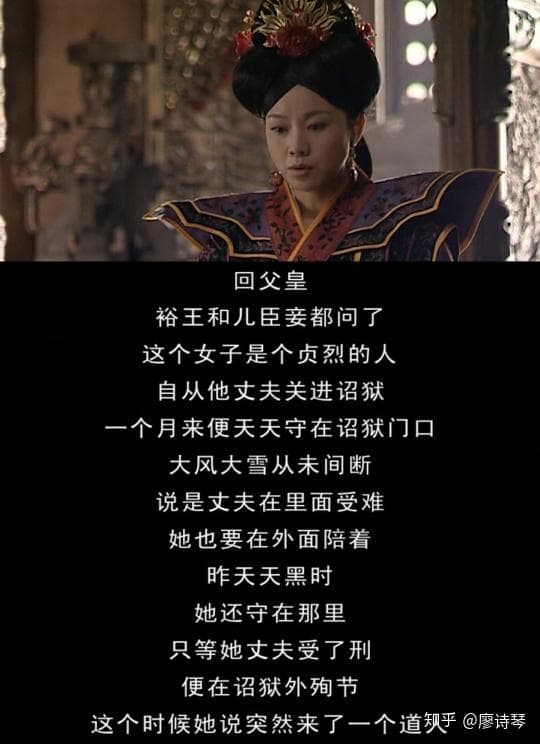 回父皇
裕王和儿臣妾都问了
这个女子是个贞烈的人
自从他丈夫关进诏狱
一个月来便天天守在诏狱门口
大风大雪从未间断
说是丈夫在里面受难
她也要在外面陪着
昨天天黑时
她还守在那里
只等她丈夫受了刑
便在诏狱外殉节
这个时候她说突然来了一个道人
知乎 @廖诗琴